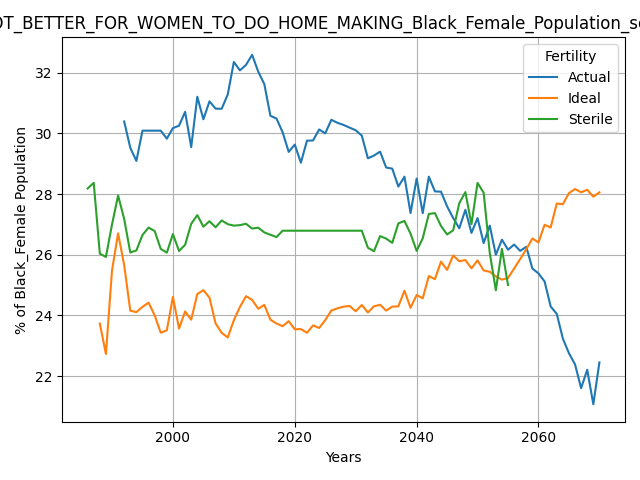 OT_BETTER_FOR_WOMEN_TO_DO_HOME_MAKING_Black_Female_Population_se
Fertility
Actual
Ideal
Sterile
% of Black_Female Population
32
30
28
26
24
22
2000
2020
2040
2060
Years